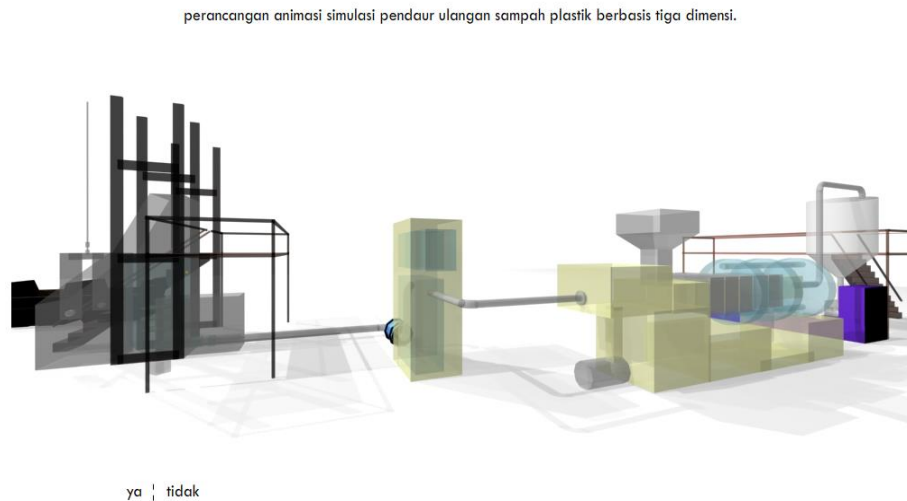 perancangan animasi simulasi pendaur ulangan sampah plastik berbasis tiga dimensi.
ya ¦ tidak